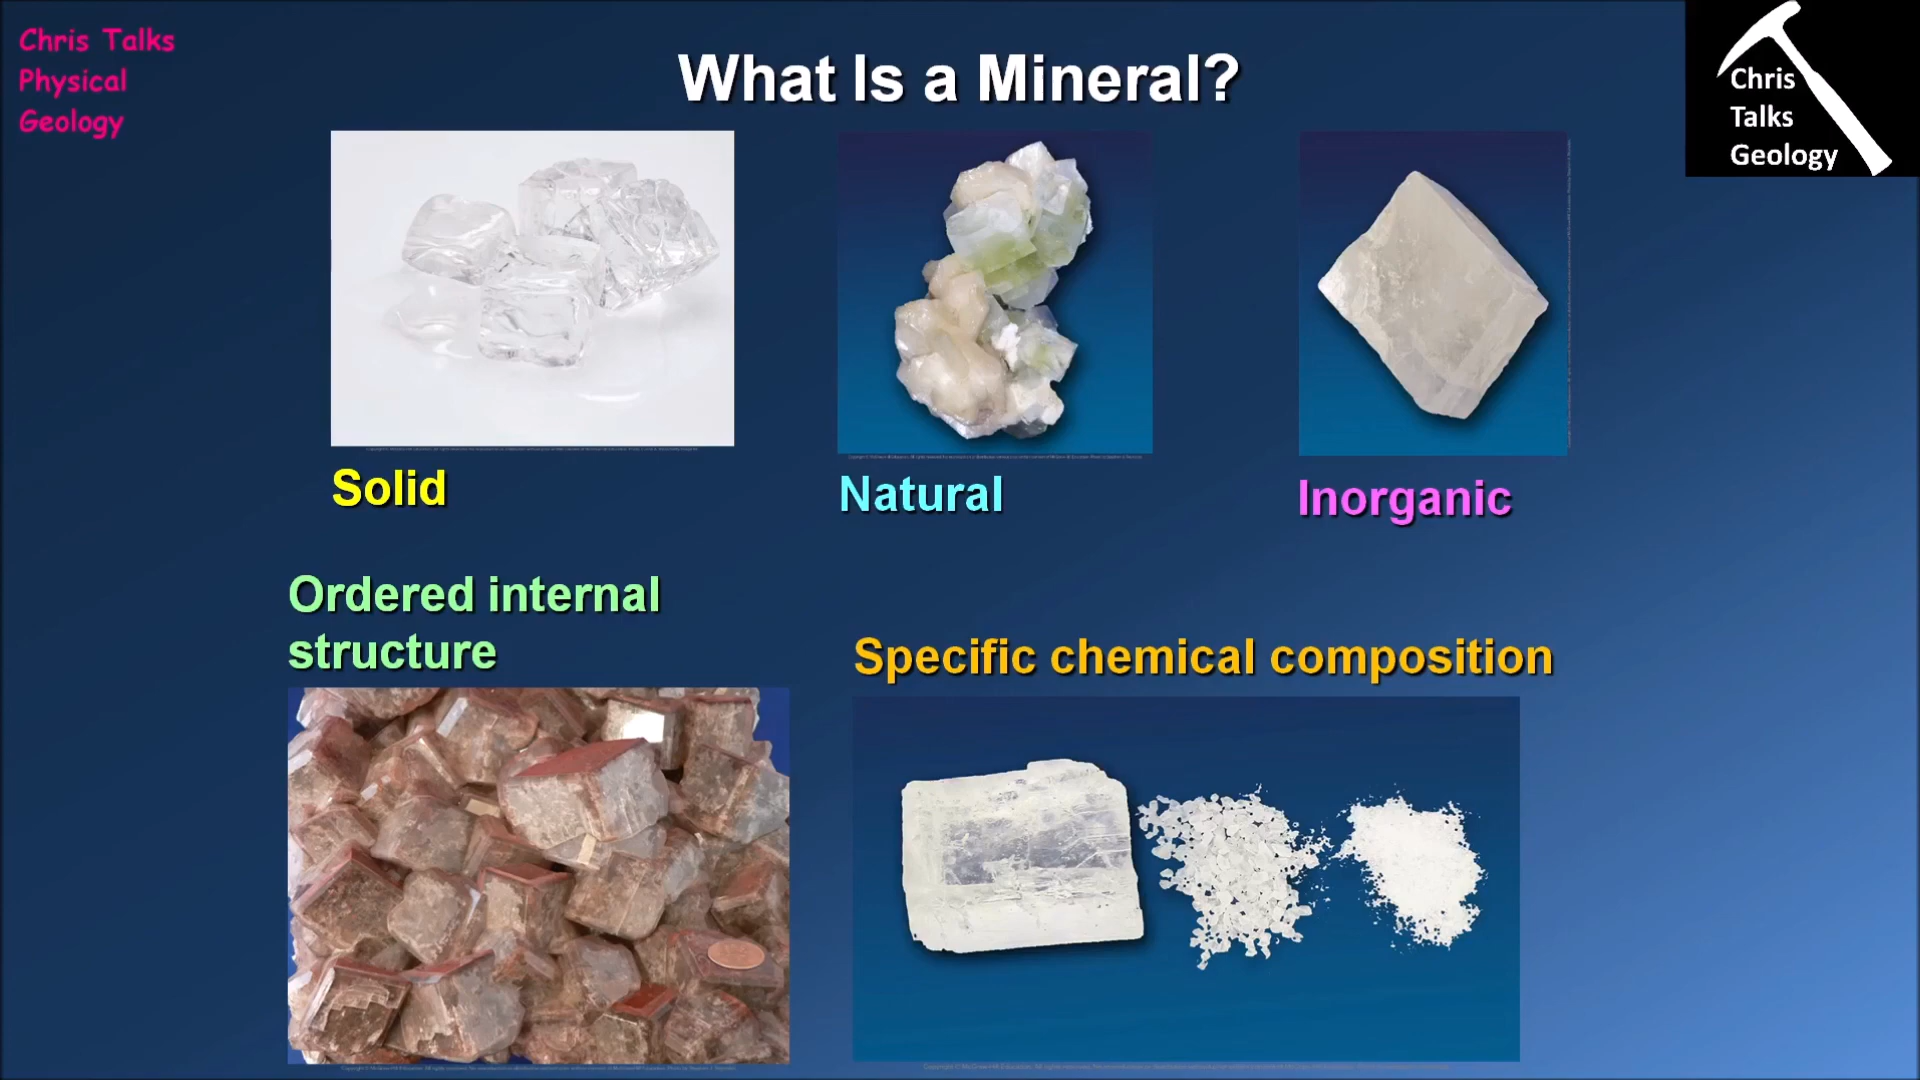 Chris Talks
Physical
Geology
What Is a Mineral?
Chris
Talks
Geology
Solid
Natural
Inorganic
Ordered internal
structure
Specific chemical composition